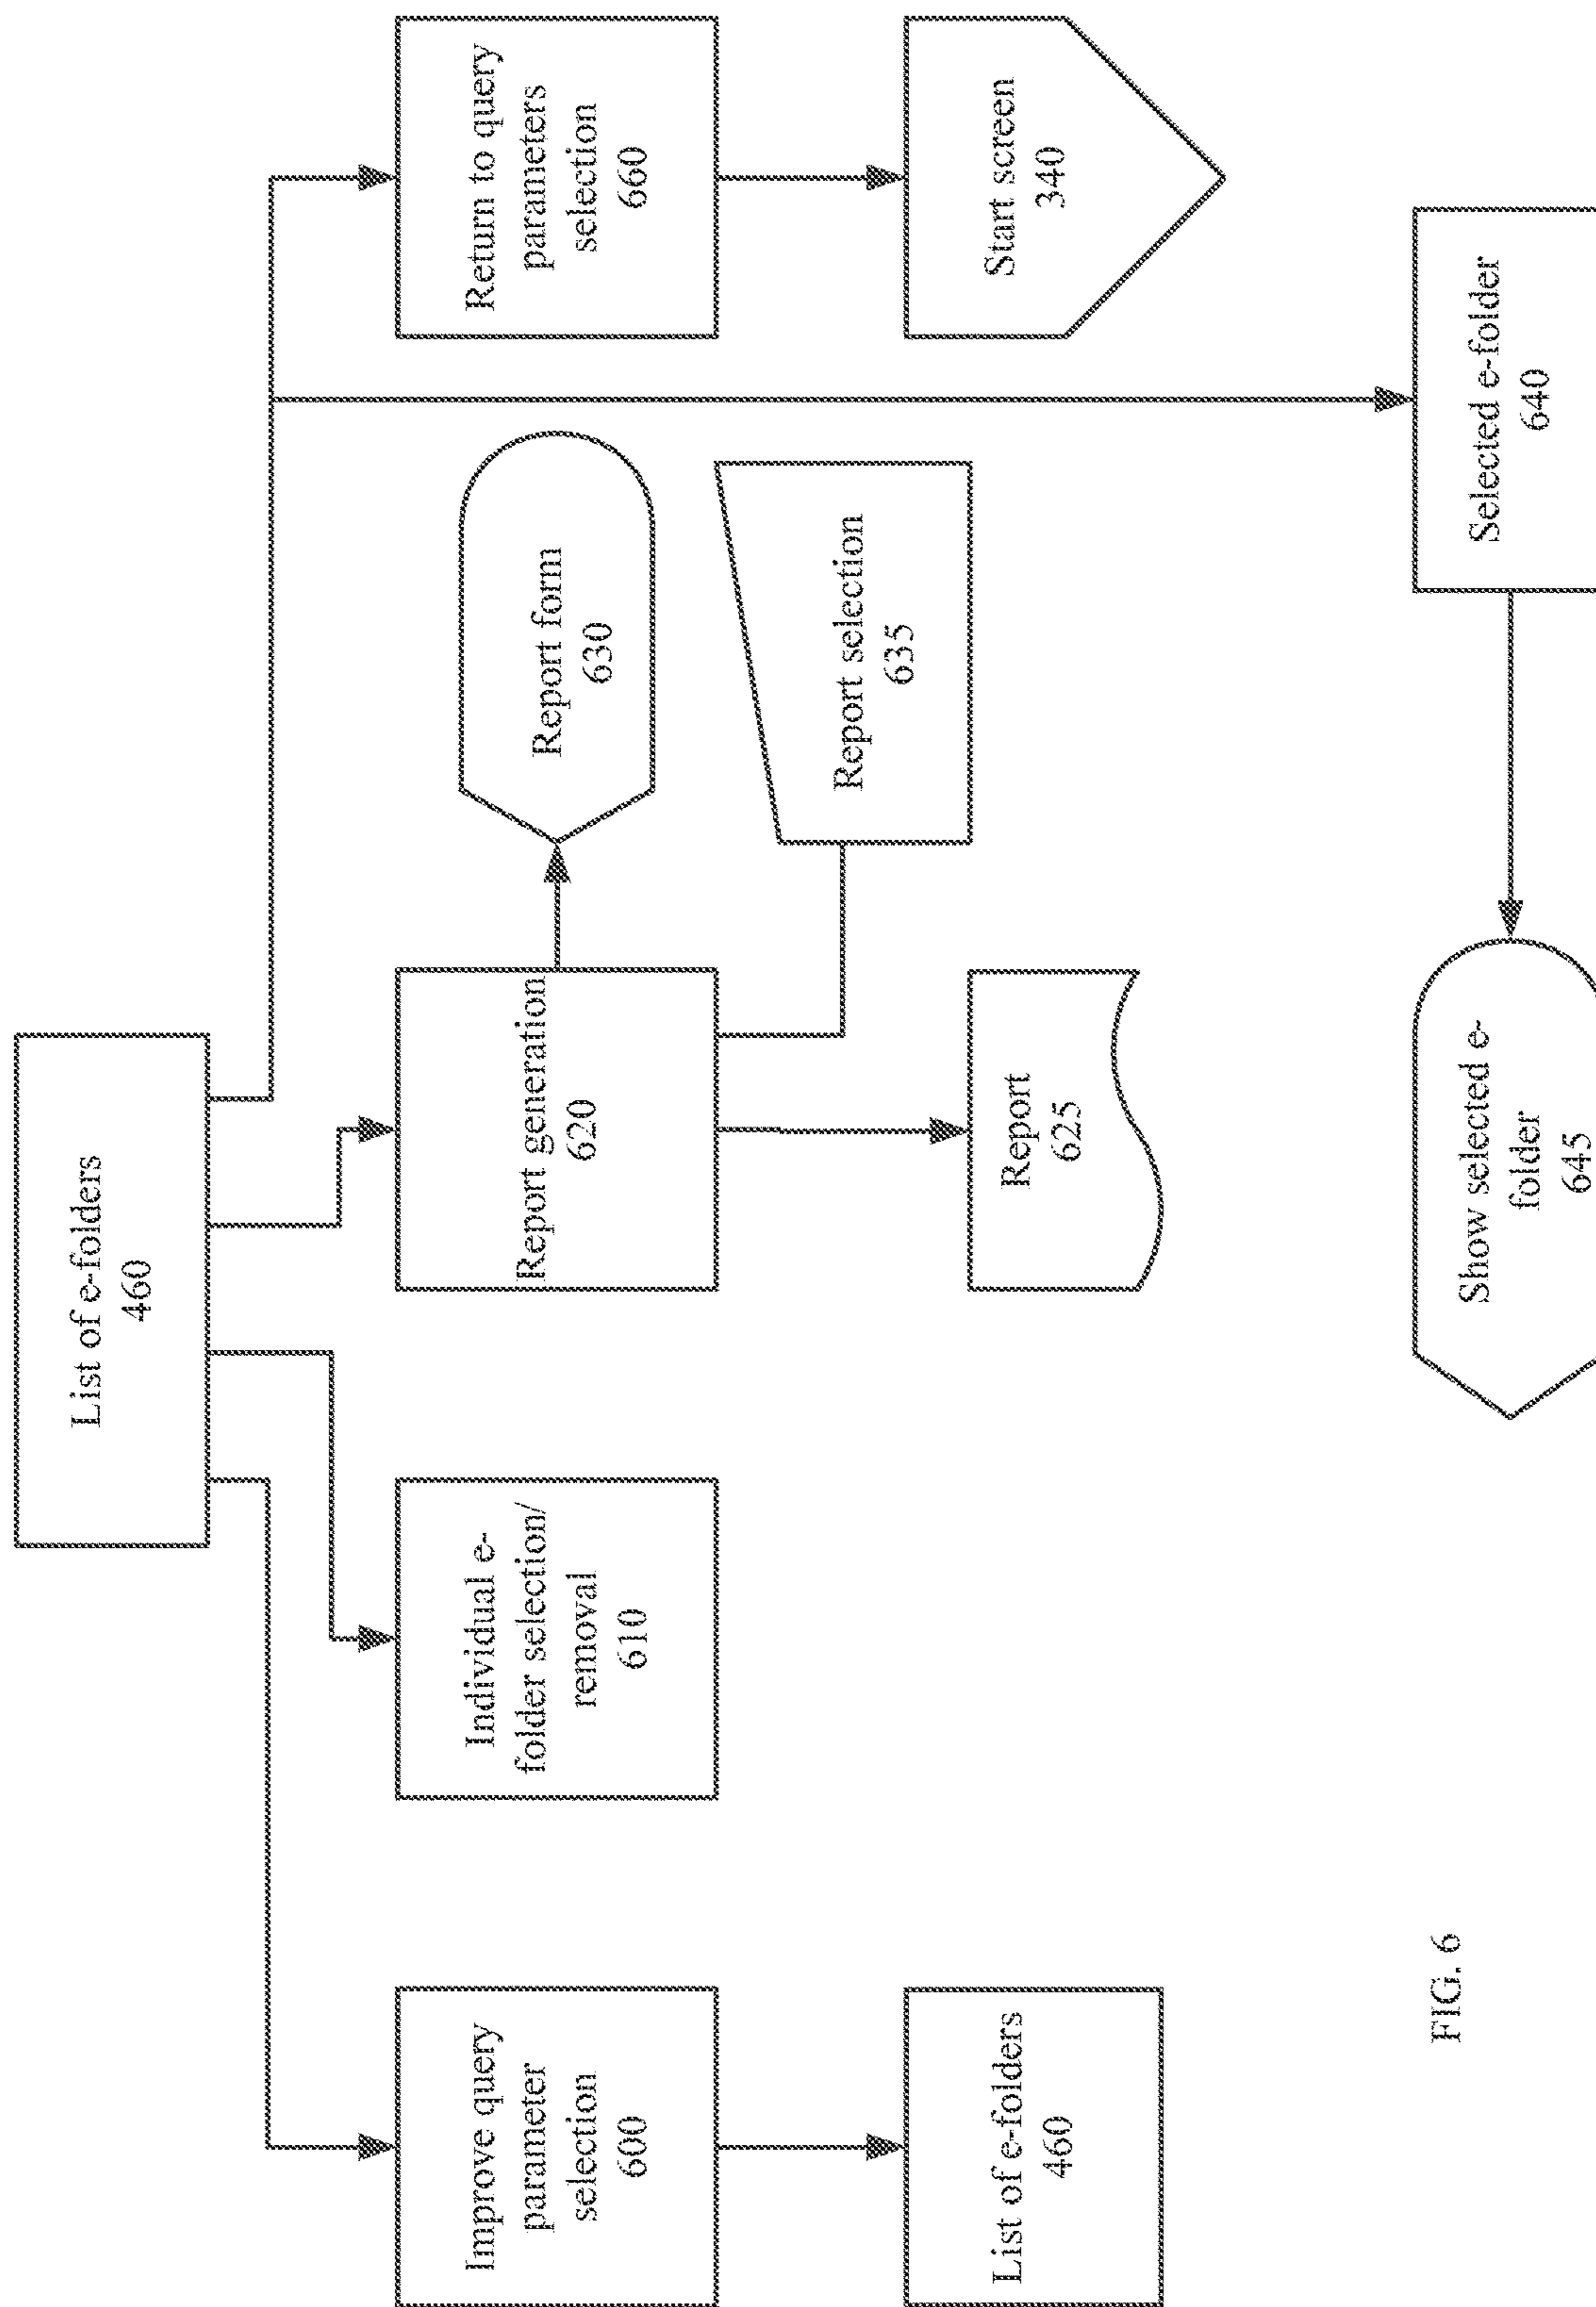 List of e-folders
460
Improve query
parameter
selection
600
Individual e-
folder selection/
removal
610
Report generation
620
Report form
630
Return to query
parameters
selection
660
Report selection
635
List of e-folders
460
Report
625
Start screen
340
Show selected e-
folder
645
Selected e-folder
640
FIG. 6